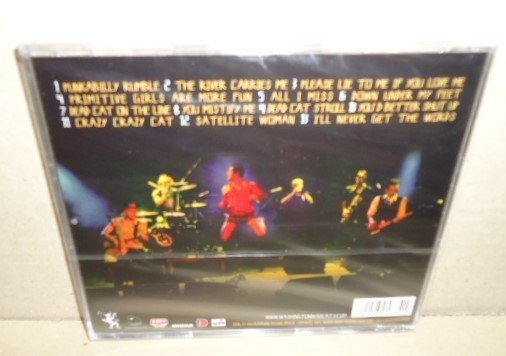 1 PUNKABILLY RUMBLE 2 THE RIVER CARRIES ME 3 PLEASE LIE TO ME IF YOU LOVE ME
4 PRIMITIVE GIRLS ARE MORE FUN 5 ALL I MISS 6 DOWN UNDER MY FEET
7 DEAD CAT ON THE LINE 8 YOU MISTIFY ME 9 DEAD CAT STROLL 10 YOU'D BETTER SHUT UP
11 CRAZY CRAZY CAT 12 SATELLITE WOMAN 13 I'LL NEVER GET THE WORDS